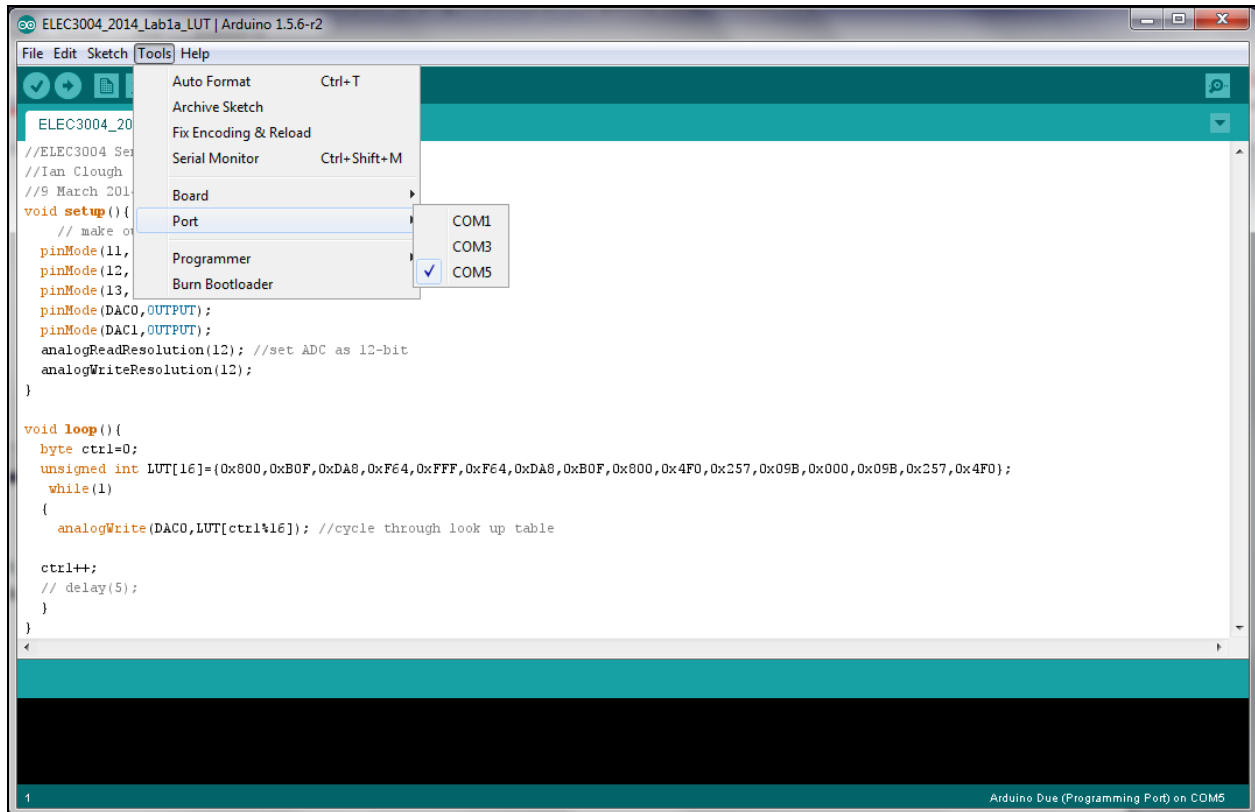 ELEC3004_2014_Lab1a_LUT | Arduino 1.5.6-r2
File Edit Sketch Tools Help
Auto Format Ctrl+T
Archive Sketch
Fix Encoding & Reload
Serial Monitor Ctrl+Shift+M
Board
Port
Programmer
Burn Bootloader
COM1
COM3
COM5
ELEC3004_20
//ELEC3004 Se
//Ian Clough
//9 March 201
void setup(){
// make o
pinMode(11,
pinMode(12,
pinMode(13,
pinMode(DAC0,OUTPUT);
pinMode(DAC1,OUTPUT);
analogReadResolution(12); //set ADC as 12-bit
analogWriteResolution(12);
}
void loop(){
byte ctrl=0;
unsigned int LUT[16]={0x800,0xB0F,0xDA8,0xF64,0xFFF,0xF64,0xDA8,0xB0F,0x800,0x4F0,0x257,0x09B,0x000,0x09B,0x257,0x4F0};
while(1)
{
analogWrite(DAC0,LUT[ctrl%16]); //cycle through look up table
ctrl++;
// delay(5);
}
}
1
Arduino Due (Programming Port) on COM5